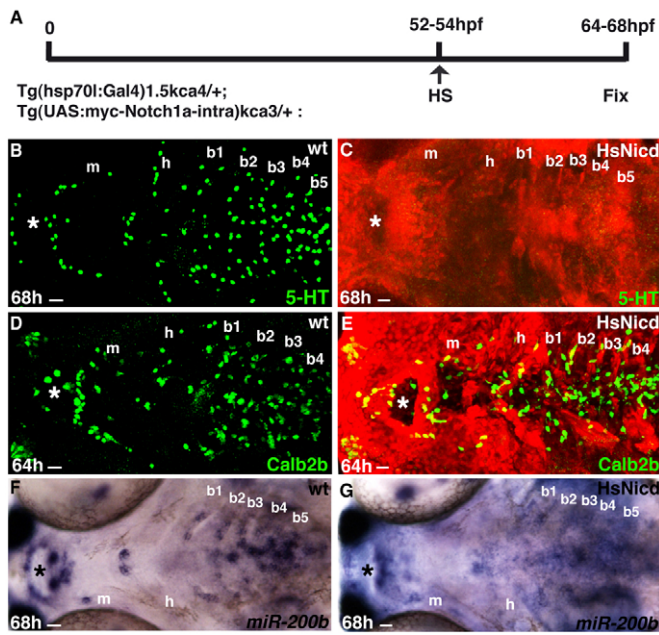 A
0 52-54hpf 64-68hpf
HS Fix
Tg(hsp70l:Gal4)1.5kca4/+;
Tg(UAS:myc-Notch1a-intra)kca3/+ :
B wt
m h b1 b2 b3 b4 b5
*
68h 5-HT
C HsNicd
m h b1 b2 b3 b4 b5
*
68h 5-HT
D wt
m h b1 b2 b3 b4
*
64h Calb2b
E HsNicd
m h b1 b2 b3 b4
*
64h Calb2b
F wt
b1 b2 b3 b4 b5
*
m h
68h miR-200b
G HsNicd
b1 b2 b3 b4 b5
*
m h
68h miR-200b